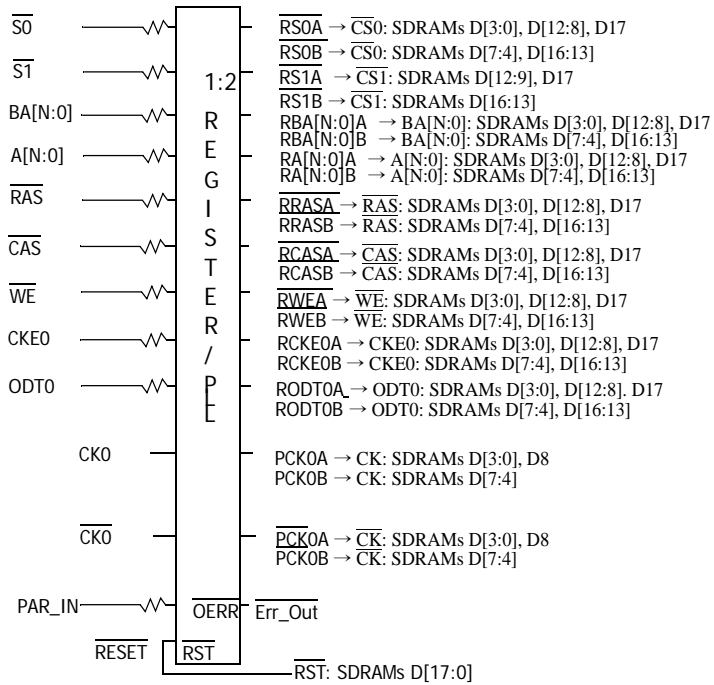 S0
RS0A → CS0: SDRAMs D[3:0], D[12:8], D17
RS0B → CS0: SDRAMs D[7:4], D[16:13]
S1
1:2
RS1A → CS1: SDRAMs D[12:9], D17
RS1B → CS1: SDRAMs D[16:13]
BA[N:0]
RBA[N:0]A → BA[N:0]: SDRAMs D[3:0], D[12:8], D17
RBA[N:0]B → BA[N:0]: SDRAMs D[7:4], D[16:13]
A[N:0]
RA[N:0]A → A[N:0]: SDRAMs D[3:0], D[12:8], D17
RA[N:0]B → A[N:0]: SDRAMs D[7:4], D[16:13]
RAS
RRASA → RAS: SDRAMs D[3:0], D[12:8], D17
RRASB → RAS: SDRAMs D[7:4], D[16:13]
CAS
RCASA → CAS: SDRAMs D[3:0], D[12:8], D17
RCASB → CAS: SDRAMs D[7:4], D[16:13]
WE
RWEA → WE: SDRAMs D[3:0], D[12:8], D17
RWEB → WE: SDRAMs D[7:4], D[16:13]
CKE0
RCKE0A → CKE0: SDRAMs D[3:0], D[12:8], D17
RCKE0B → CKE0: SDRAMs D[7:4], D[16:13]
ODT0
RODT0A → ODT0: SDRAMs D[3:0], D[12:8]. D17
RODT0B → ODT0: SDRAMs D[7:4], D[16:13]
REGISTER/PLL
CK0
PCK0A → CK: SDRAMs D[3:0], D8
PCK0B → CK: SDRAMs D[7:4]
CK0
PCK0A → CK: SDRAMs D[3:0], D8
PCK0B → CK: SDRAMs D[7:4]
PAR_IN
OERR
Err_Out
RESET
RST
RST: SDRAMs D[17:0]